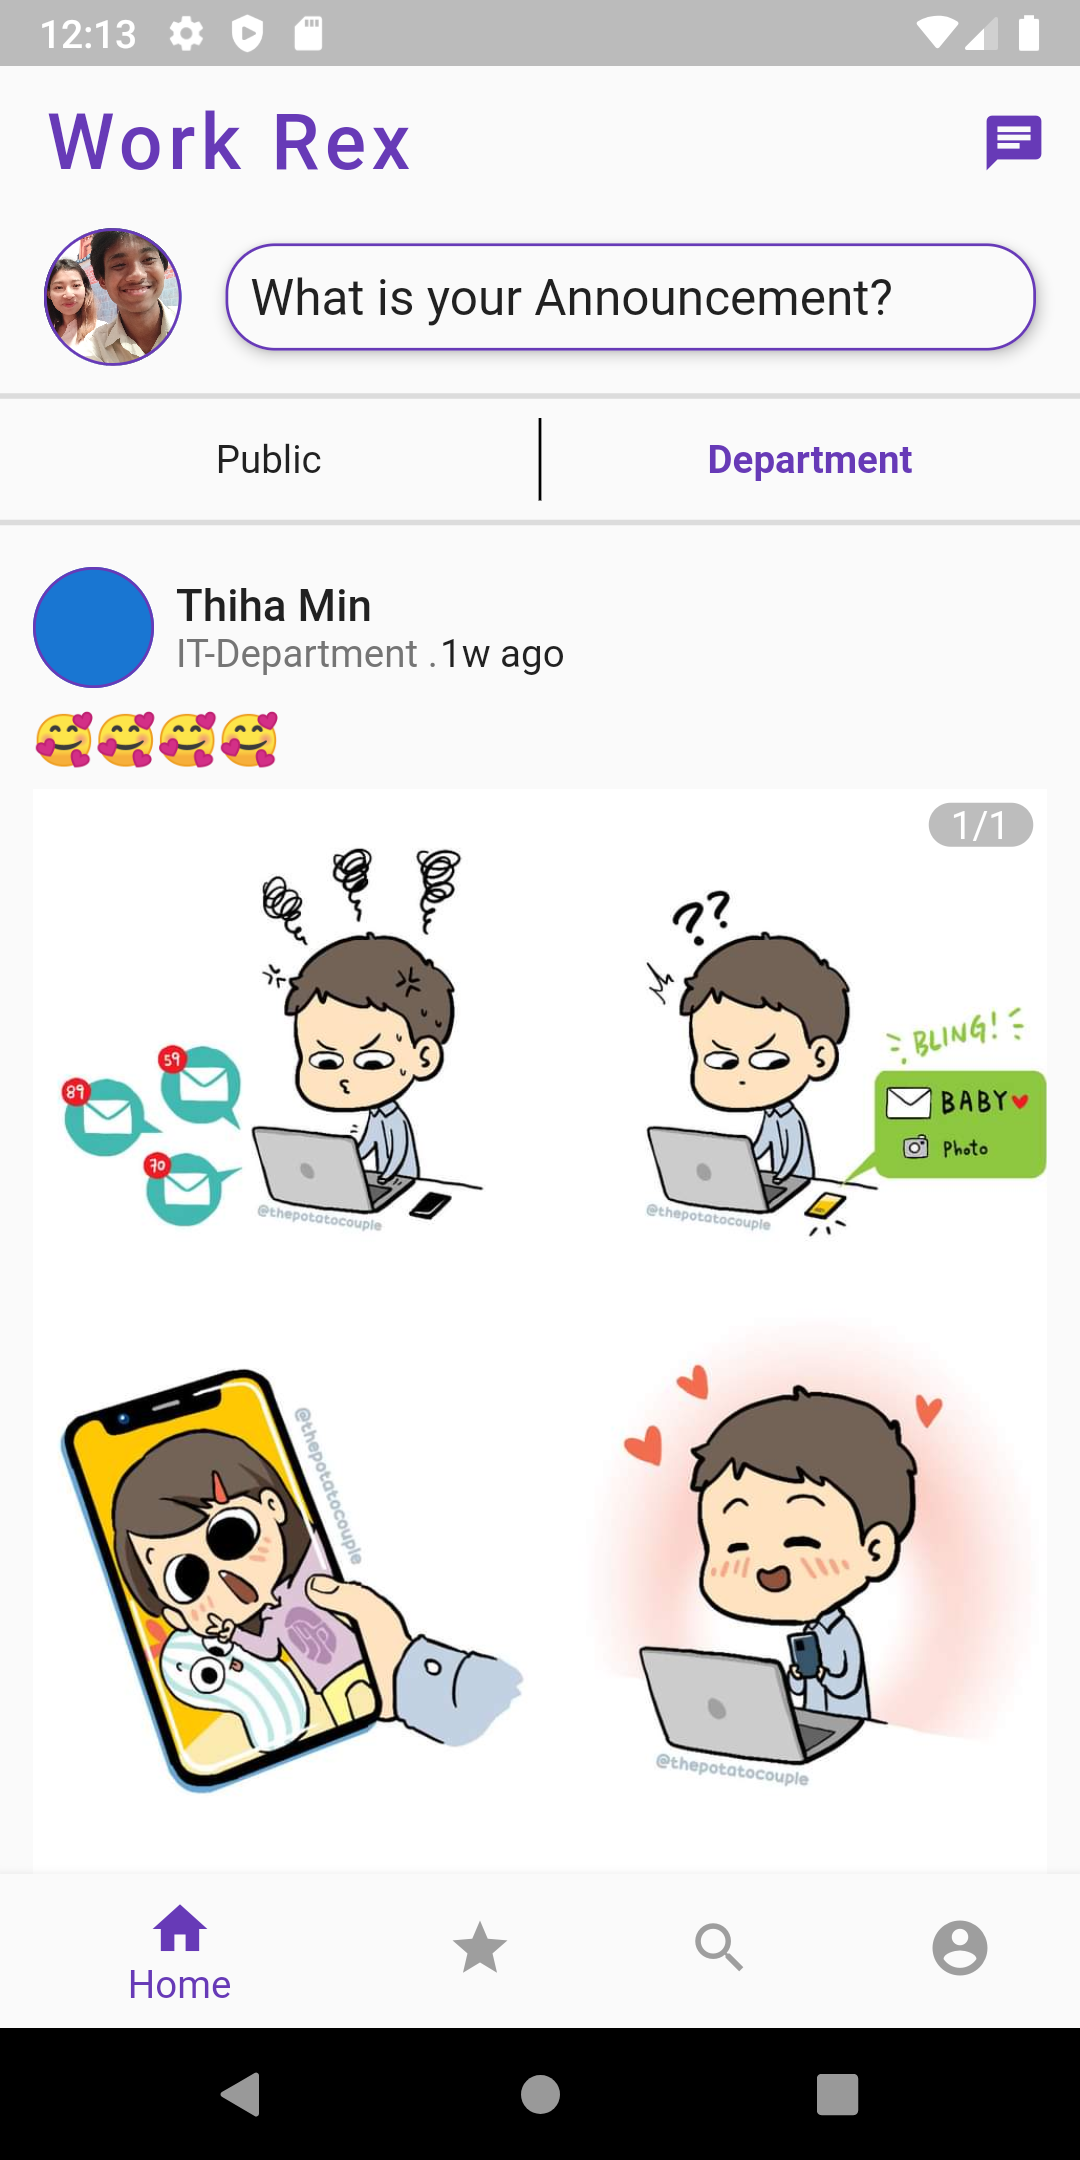 12:13
Work Rex
What is your Announcement?
Public
Department
Thiha Min
IT-Department .1w ago
🥰🥰🥰🥰
1/1
??
BLING!
59
89
BABY♥
Photo
70
@thepotatocouple
@thepotatocouple
@thepotatocouple
@thepotatocouple
Home